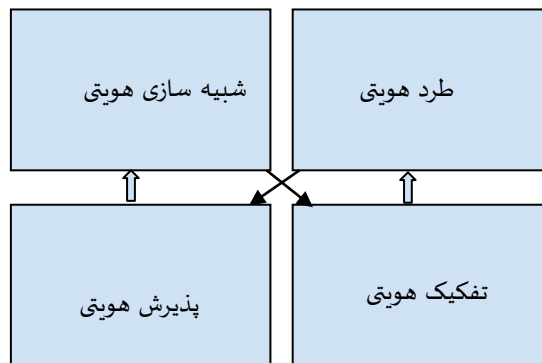 طرد هویتی
شبیه سازی هویتی
تفکیک هویتی
پذیرش هویتی